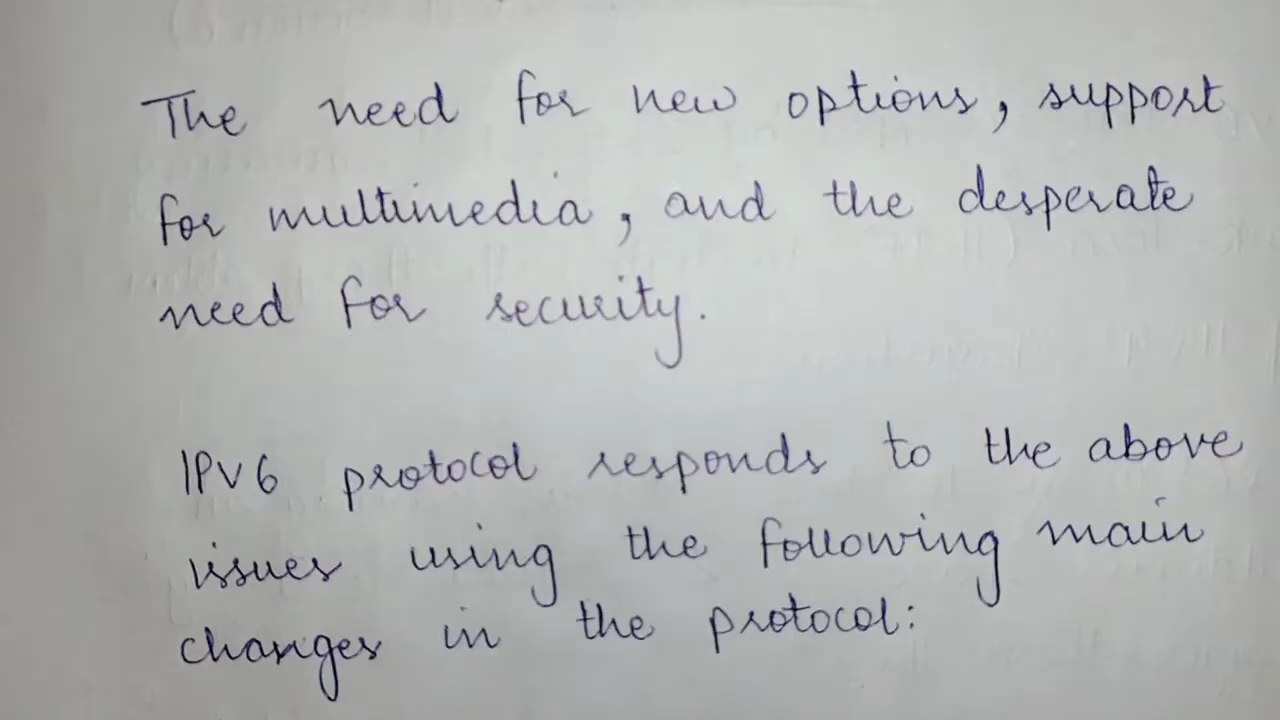 The need for new options, support
for multimedia, and the desperate
need for security.
IPv6 protocol responds to the above
issues using the following main
changes in the protocol: